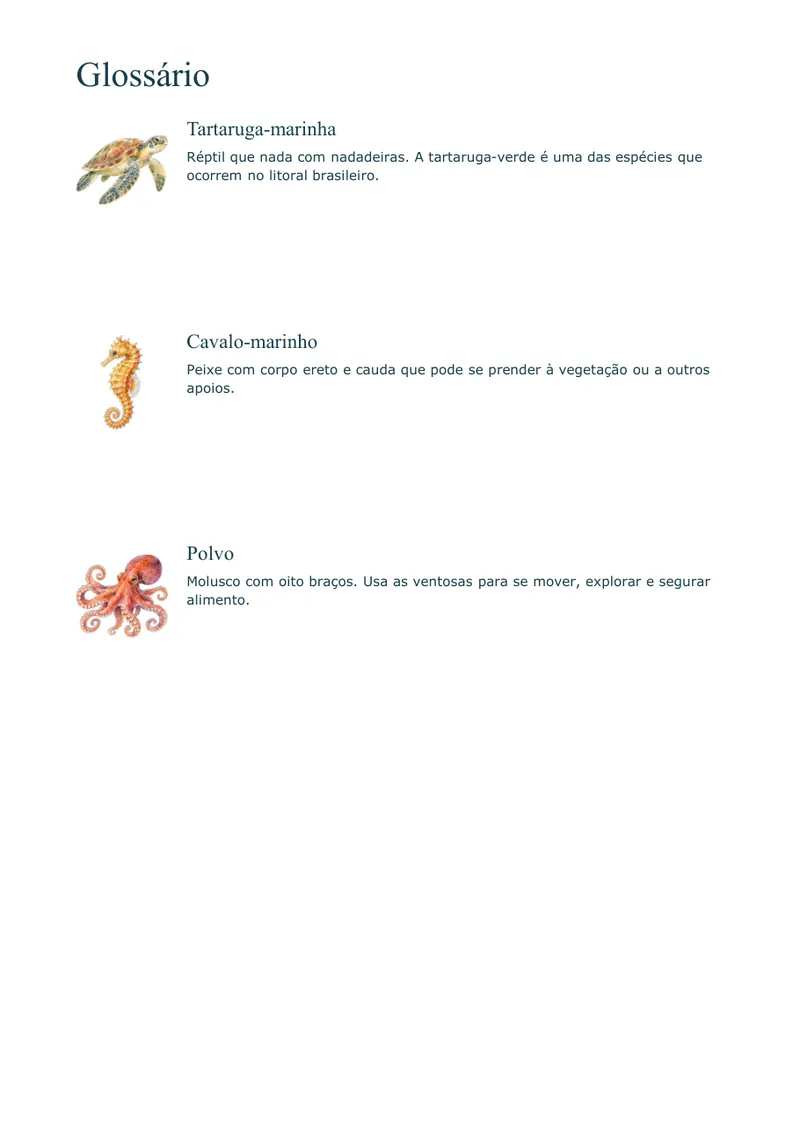 Glossário
Tartaruga-marinha
Réptil que nada com nadadeiras. A tartaruga-verde é uma das espécies que
ocorrem no litoral brasileiro.
Cavalo-marinho
Peixe com corpo ereto e cauda que pode se prender à vegetação ou a outros
apoios.
Polvo
Molusco com oito braços. Usa as ventosas para se mover, explorar e segurar
alimento.